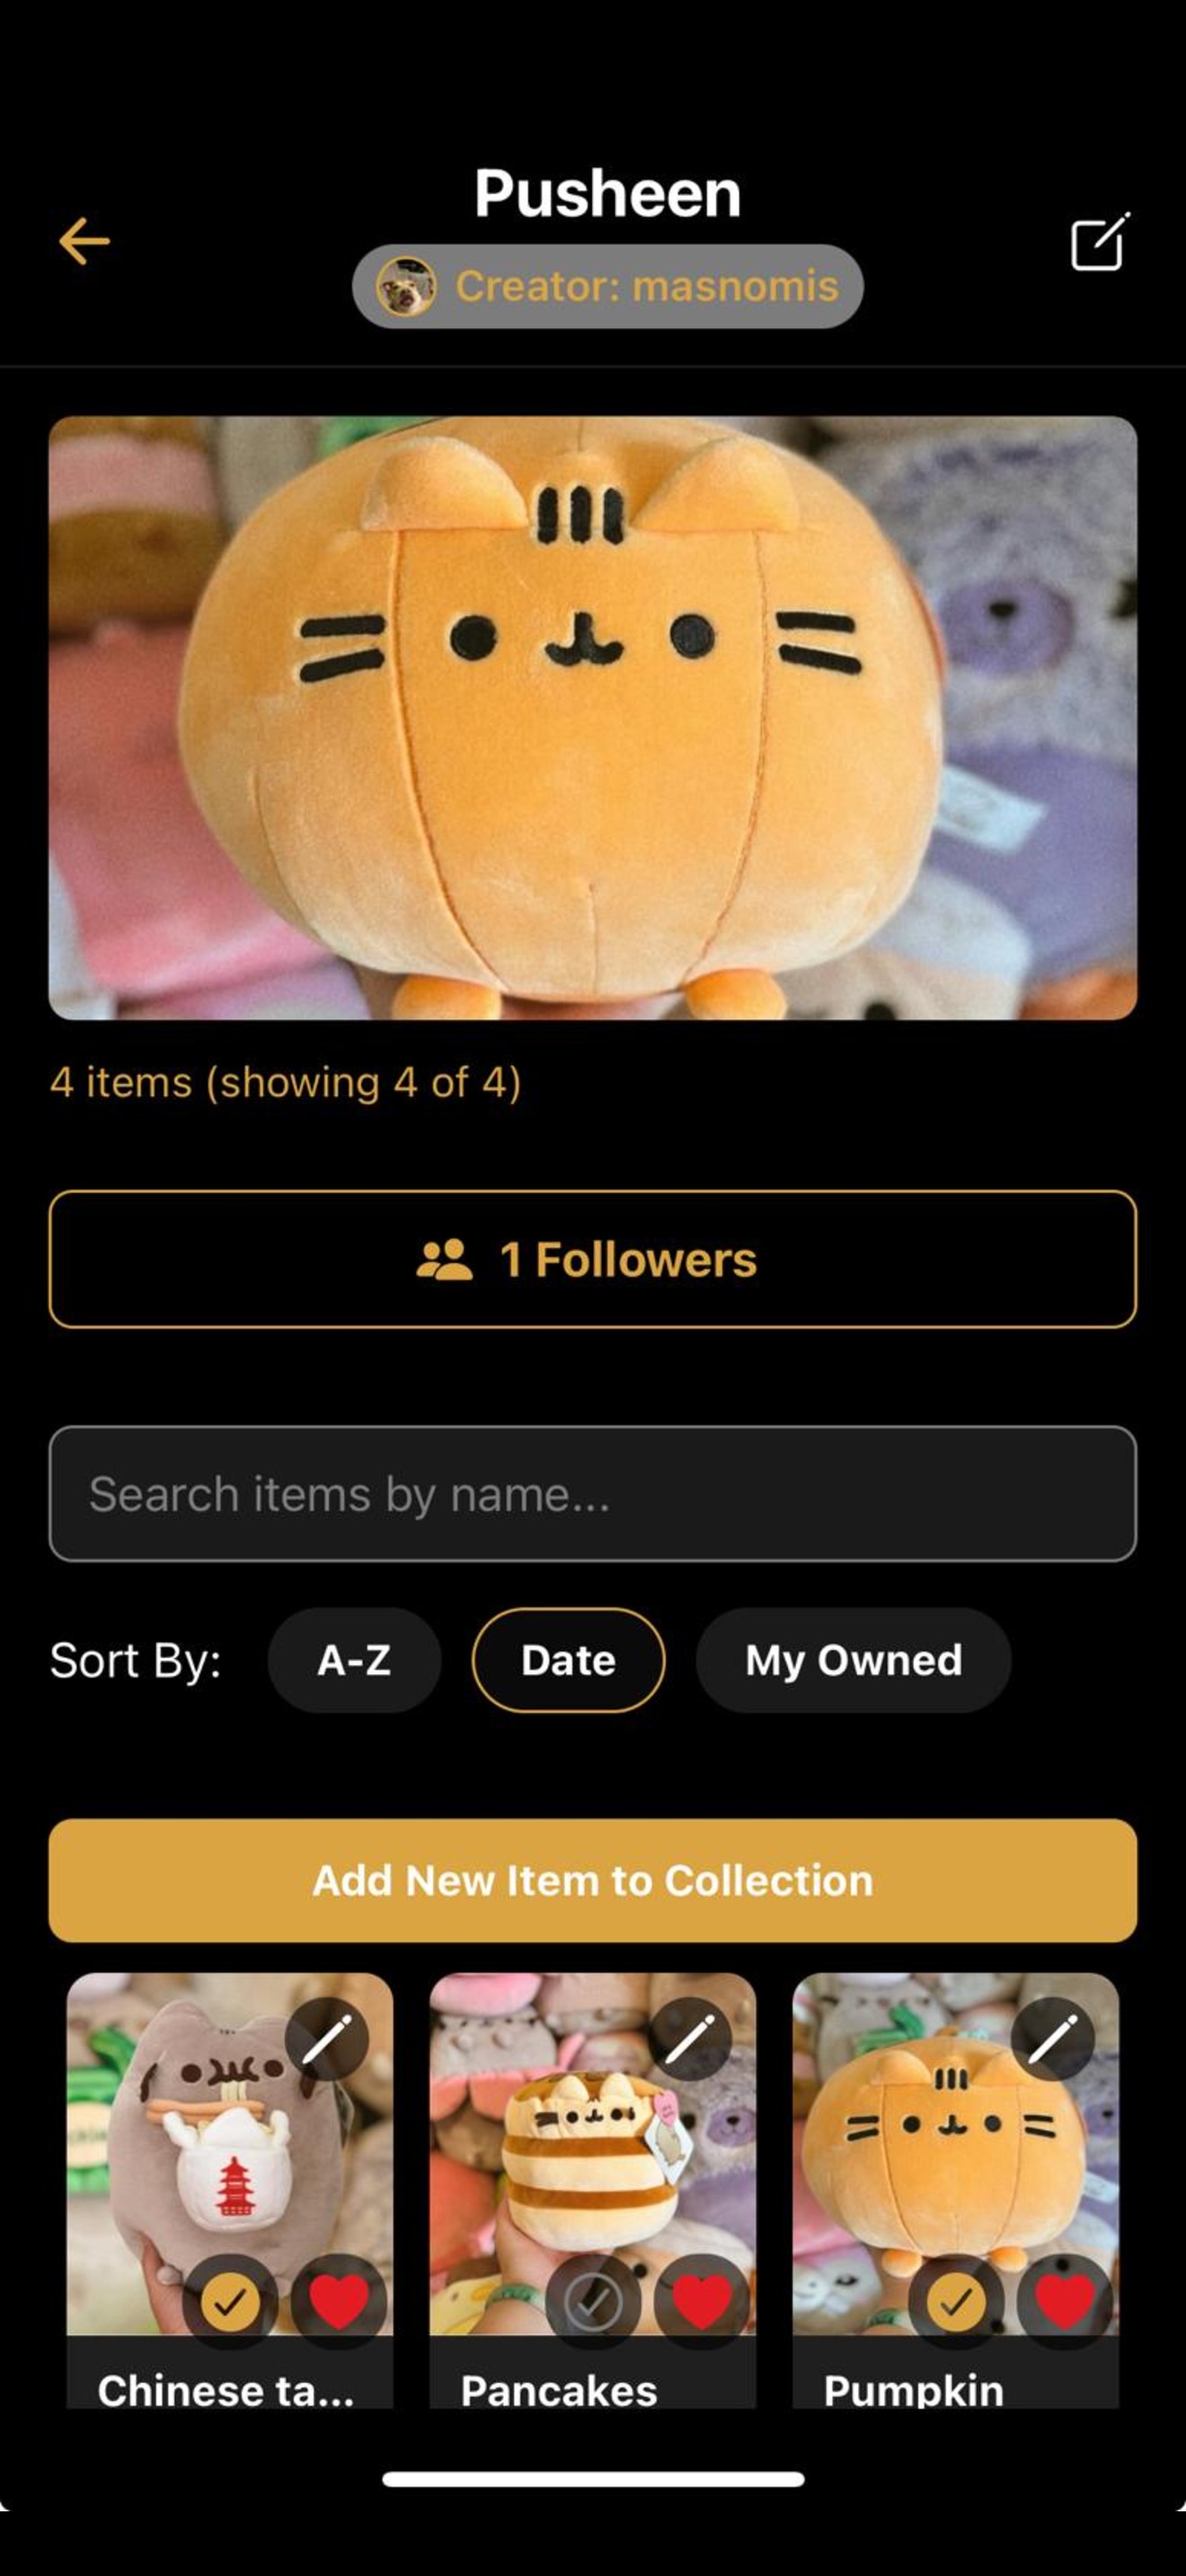 Pusheen
Creator: masnomis
4 items (showing 4 of 4)
1 Followers
Search items by name...
Sort By: A-Z Date My Owned
Add New Item to Collection
Chinese ta... Pancakes Pumpkin